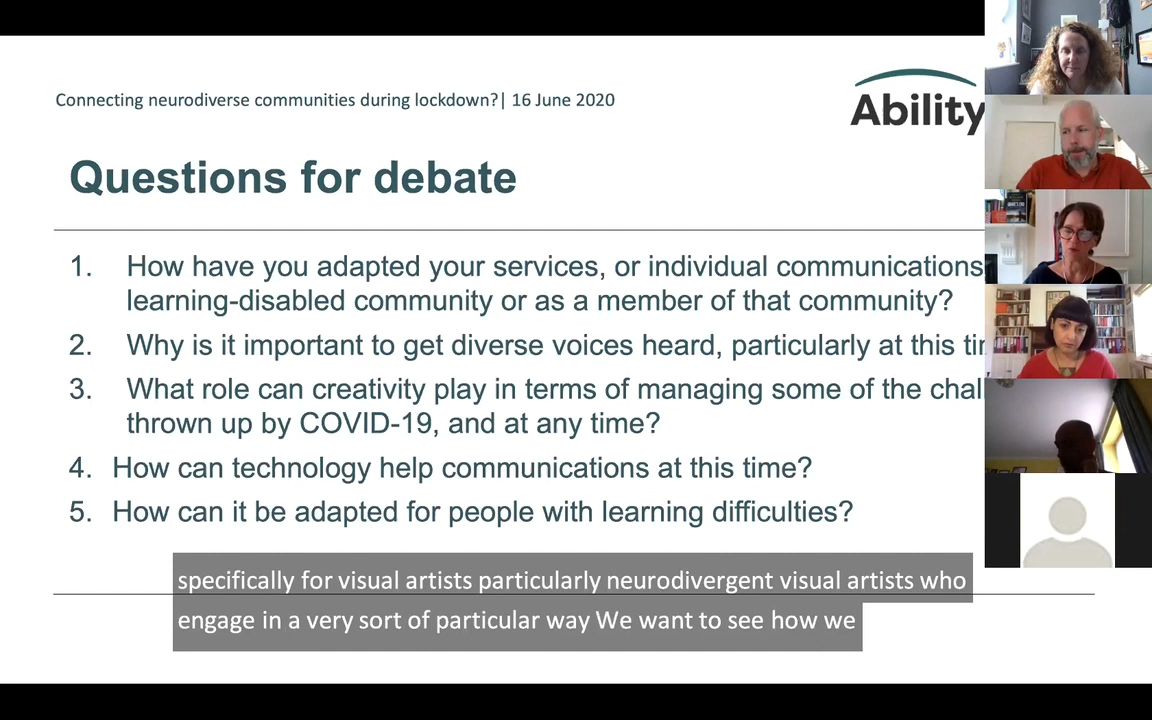 Connecting neurodiverse communities during lockdown?| 16 June 2020
Ability
Questions for debate
1. How have you adapted your services, or individual communications
learning-disabled community or as a member of that community?
2. Why is it important to get diverse voices heard, particularly at this
3. What role can creativity play in terms of managing some of the
thrown up by COVID-19, and at any time?
4. How can technology help communications at this time?
5. How can it be adapted for people with learning difficulties?
specifically for visual artists particularly neurodivergent visual artists who
engage in a very sort of particular way We want to see how we